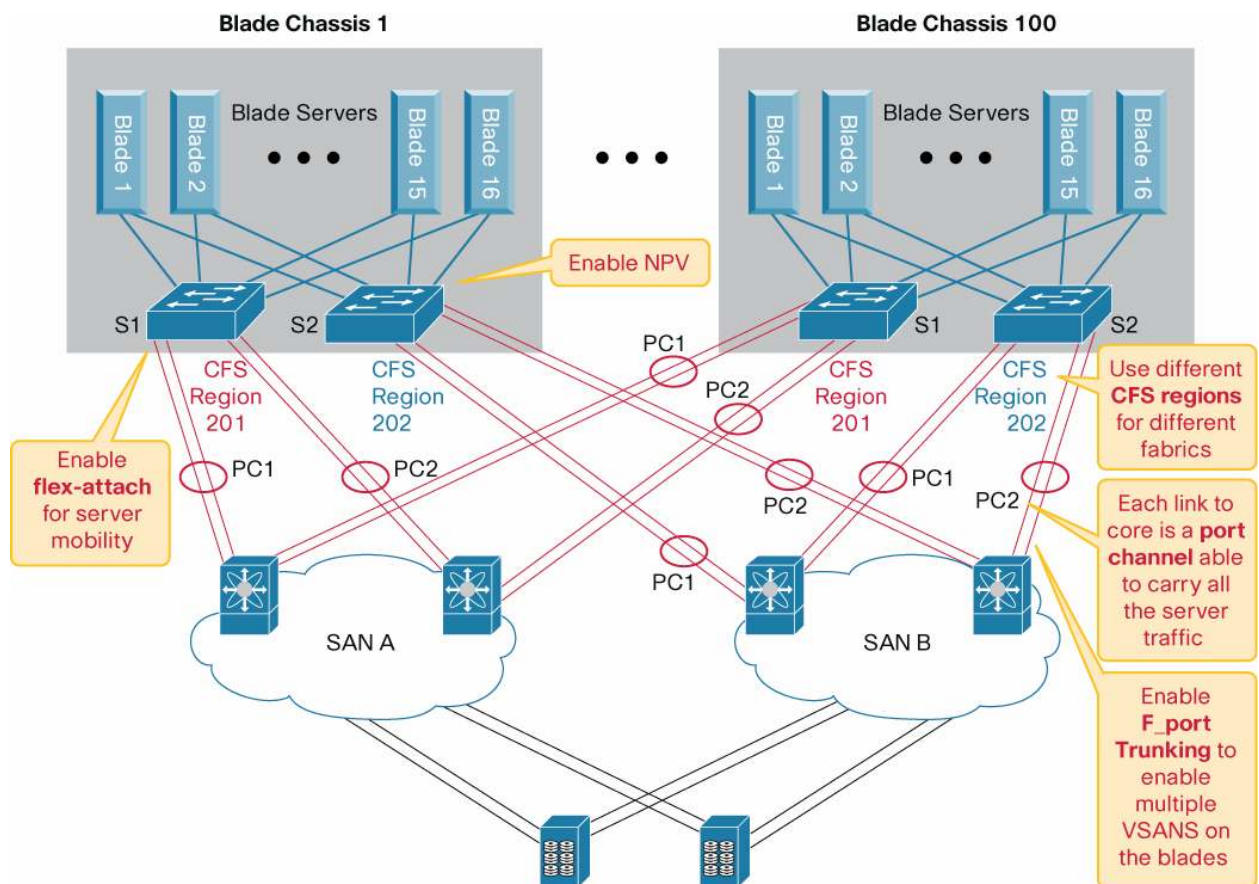 Blade Chassis 1
Blade Chassis 100
Blade Servers
Blade 1
Blade 2
Blade 15
Blade 16
Blade Servers
Blade 1
Blade 2
Blade 15
Blade 16
Enable NPV
S1
S2
S1
S2
CFS
Region
201
CFS
Region
202
PC1
PC2
CFS
Region
201
CFS
Region
202
Use different
CFS regions
for different
fabrics
Enable
flex-attach
for server
mobility
PC1
PC2
PC2
PC1
PC2
PC1
Each link to
core is a port
channel able
to carry all
the server
traffic
SAN A
SAN B
Enable
F_port
Trunking to
enable
multiple
VSANS on
the blades